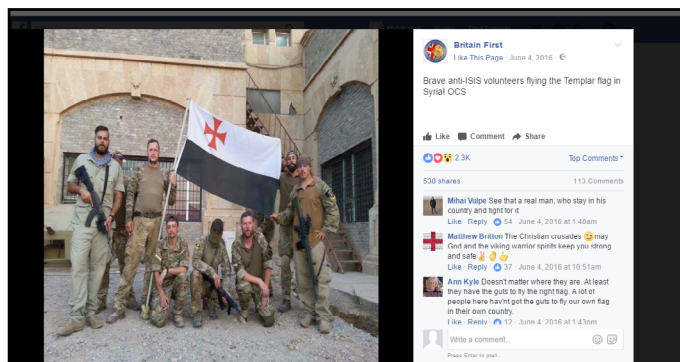 Britain First
Like This Page · June 4, 2016 ·
Brave anti-ISIS volunteers flying the Templar flag in
Syria! OCS
Like Comment Share
2.3K
Top Comments
538 shares
113 Comments
Mihai Vulpe See that a real man, who stay in his
country and fight for it
Like · Reply · 54 · June 4, 2016 at 1:48am
Matthew Britton The Christian crusades 😏may
God and the viking warrior spirits keep you strong
and safe✌👌👍
Like · Reply · 37 · June 4, 2016 at 10:51am
Ann Kyle Doesn't matter where they are. At least
they have the guts to fly the right flag. A lot of
people here hav'nt got the guts to fly our own flag
in their own country.
Like · Reply · 12 · June 4, 2016 at 1:43pm
Write a comment...
Press Enter to post.